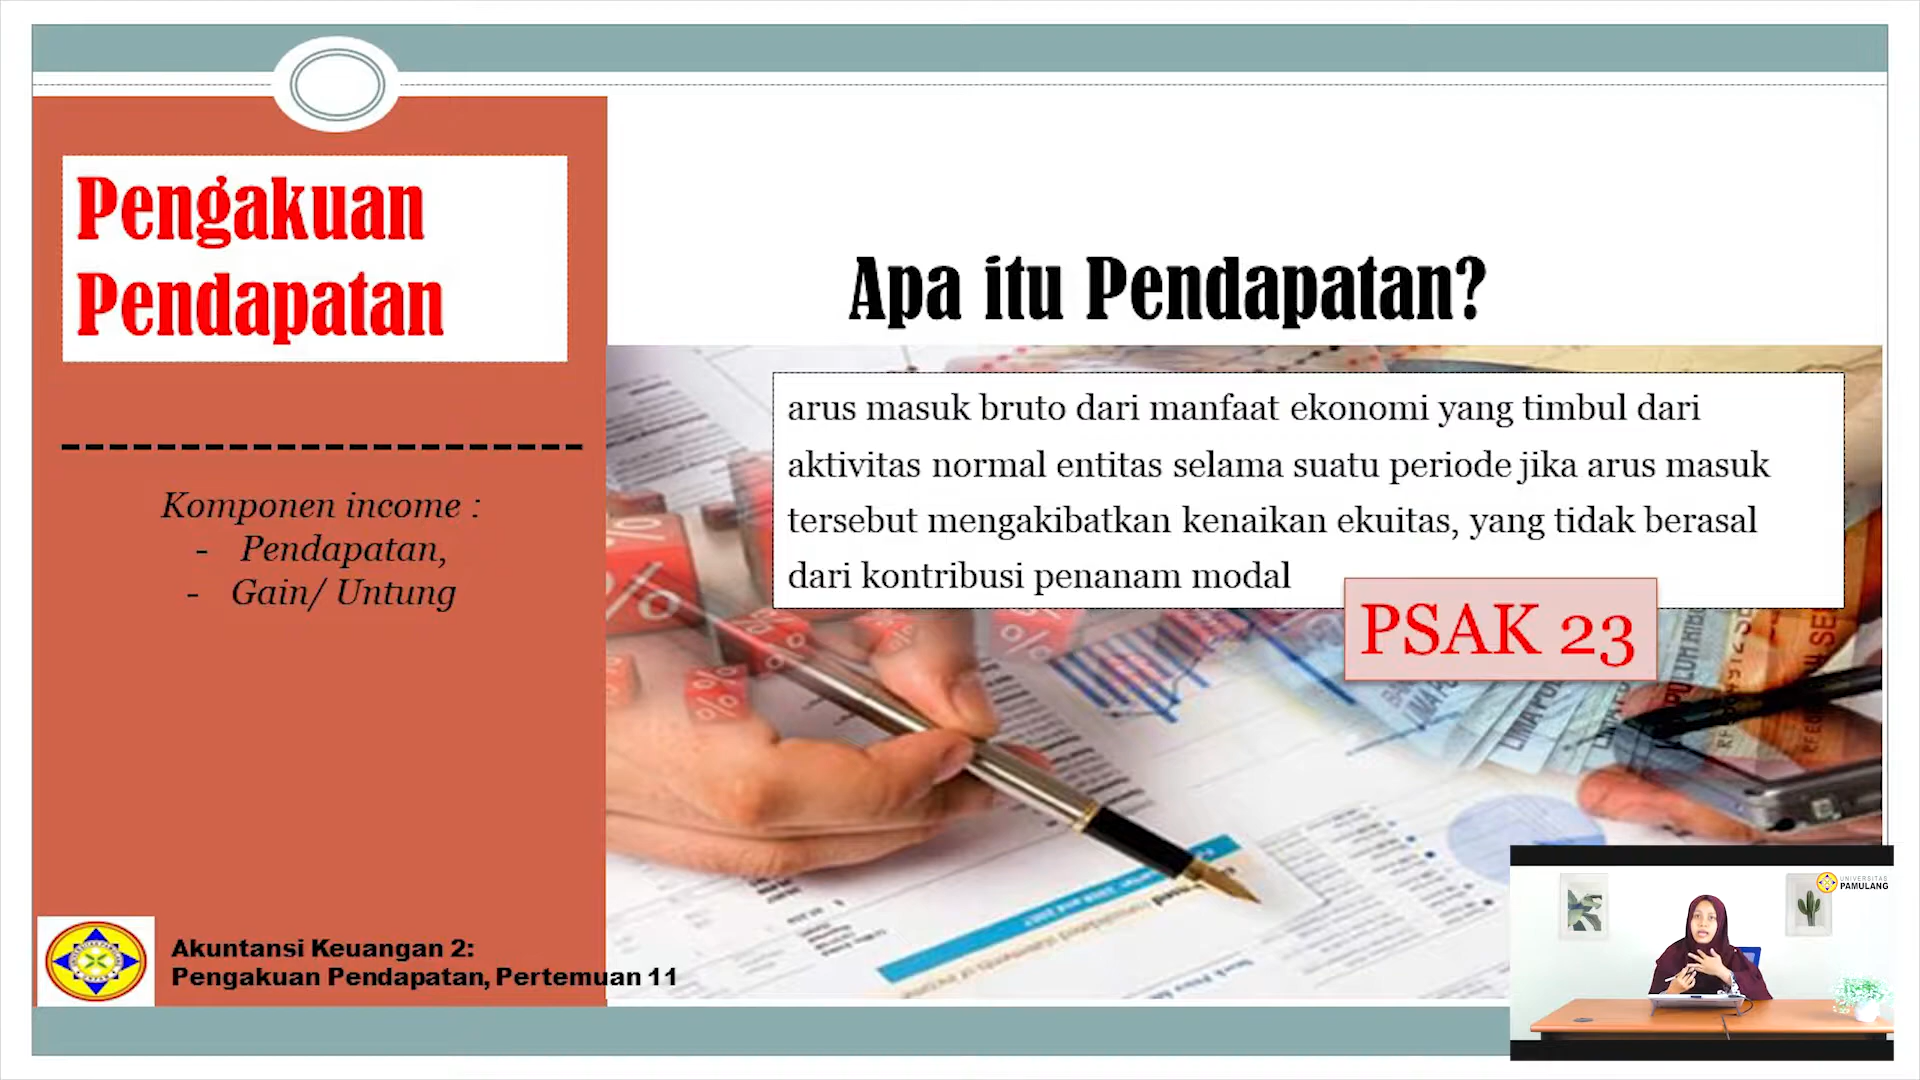 Pengakuan
Pendapatan
Komponen income :
- Pendapatan,
- Gain/ Untung
Akuntansi Keuangan 2:
Pengakuan Pendapatan, Pertemuan 11
Apa itu Pendapatan?
arus masuk bruto dari manfaat ekonomi yang timbul dari
aktivitas normal entitas selama suatu periode jika arus masuk
tersebut mengakibatkan kenaikan ekuitas, yang tidak berasal
dari kontribusi penanam modal
PSAK 23
UNIVERSITAS
PAMULANG